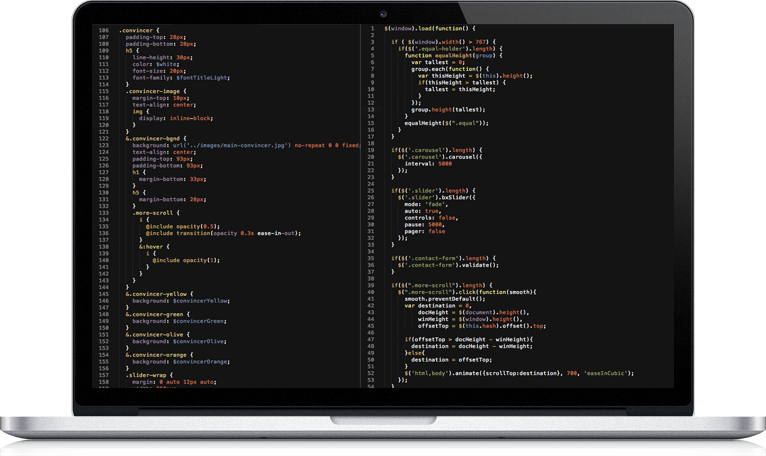 106 .convincer {
107 padding-top: 28px;
108 padding-bottom: 28px;
109 h5 {
110 line-height: 30px;
111 color: $white;
112 font-size: 20px;
113 font-family: $fontTitleLight;
114 }
115 .convincer-image {
116 margin-top: 10px;
117 text-align: center;
118 img {
119 display: inline-block;
120 }
121 }
122 &.convincer-bgnd {
123 background: url('../images/main-convincer.jpg') no-repeat 0 0 fixed;
124 text-align: center;
125 padding-top: 93px;
126 padding-bottom: 93px;
127 h1 {
128 margin-bottom: 33px;
129 }
130 h5 {
131 margin-bottom: 28px;
132 }
133 .more-scroll {
134 i {
135 @include opacity(0.5);
136 @include transition(opacity 0.3s ease-in-out);
137 }
138 &:hover {
139 i {
140 @include opacity(1);
141 }
142 }
143 }
144 }
145 &.convincer-yellow {
146 background: $convincerYellow;
147 }
148 &.convincer-green {
149 background: $convincerGreen;
150 }
151 &.convincer-olive {
152 background: $convincerOlive;
153 }
154 &.convincer-orange {
155 background: $convincerOrange;
156 }
157 .slider-wrap {
158 margin: 0 auto 12px auto;
1 $(window).load(function() {
2
3 if ( $(window).width() > 767) {
4 if($('.equal-holder').length) {
5 function equalHeight(group) {
6 var tallest = 0;
7 group.each(function() {
8 var thisHeight = $(this).height();
9 if(thisHeight > tallest) {
10 tallest = thisHeight;
11 }
12 });
13 group.height(tallest);
14 }
15 equalHeight($(".equal"));
16 }
17 }
18
19 if($('.carousel').length) {
20 $('.carousel').carousel({
21 interval: 5000
22 });
23 }
24
25 if($('.slider').length) {
26 $('.slider').bxSlider({
27 mode: 'fade',
28 auto: true,
29 controls: false,
30 pause: 5000,
31 pager: false
32 });
33 }
34
35 if($('.contact-form').length) {
36 $('.contact-form').validate();
37 }
38
39 if($(".more-scroll").length) {
40 $(".more-scroll").click(function(smooth){
41 smooth.preventDefault();
42 var destination = 0,
43 docHeight = $(document).height(),
44 winHeight = $(window).height(),
45 offsetTop = $(this.hash).offset().top;
46
47 if(offsetTop > docHeight - winHeight){
48 destination = docHeight - winHeight;
49 }else{
50 destination = offsetTop;
51 }
52 $('html,body').animate({scrollTop:destination}, 700, 'easeInCubic');
53 });
54 }